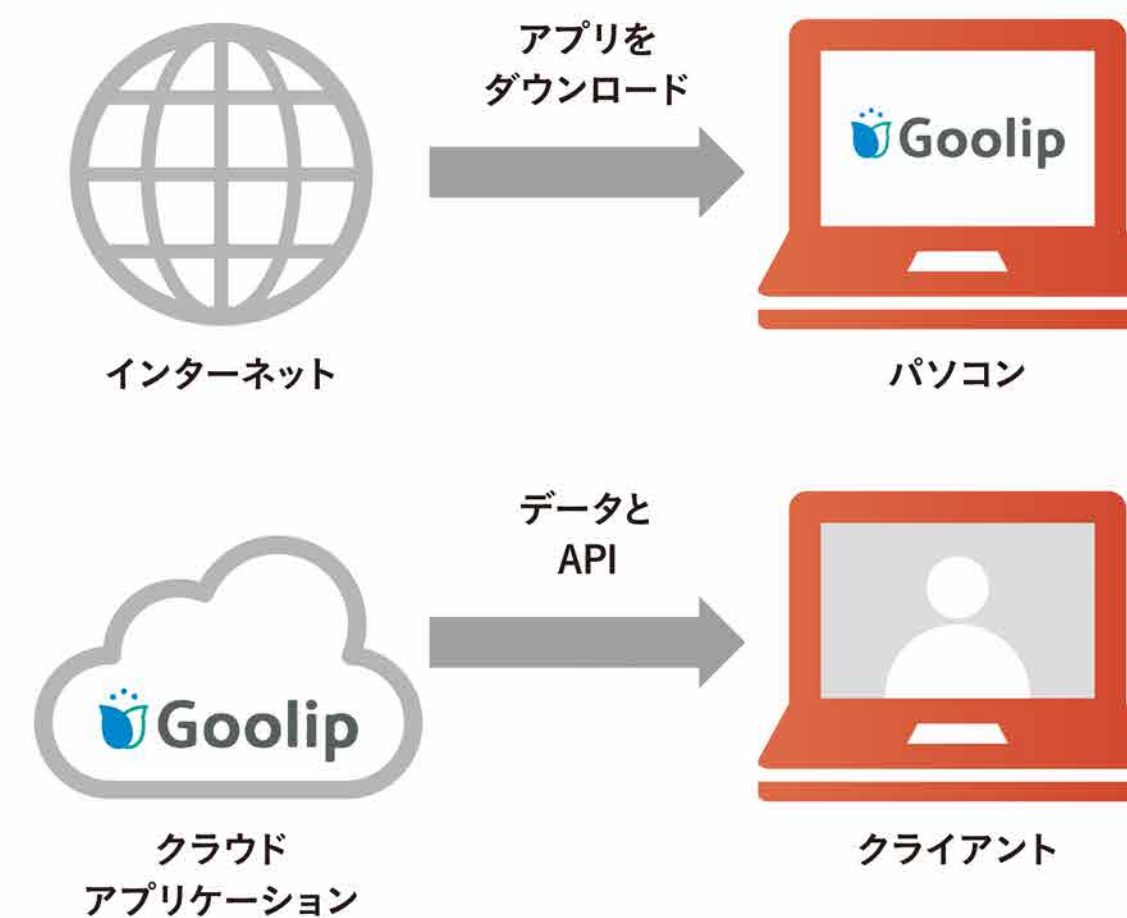 アプリを
ダウンロード
Goolip
インターネット
パソコン
データと
API
Goolip
クラウド
アプリケーション
クライアント